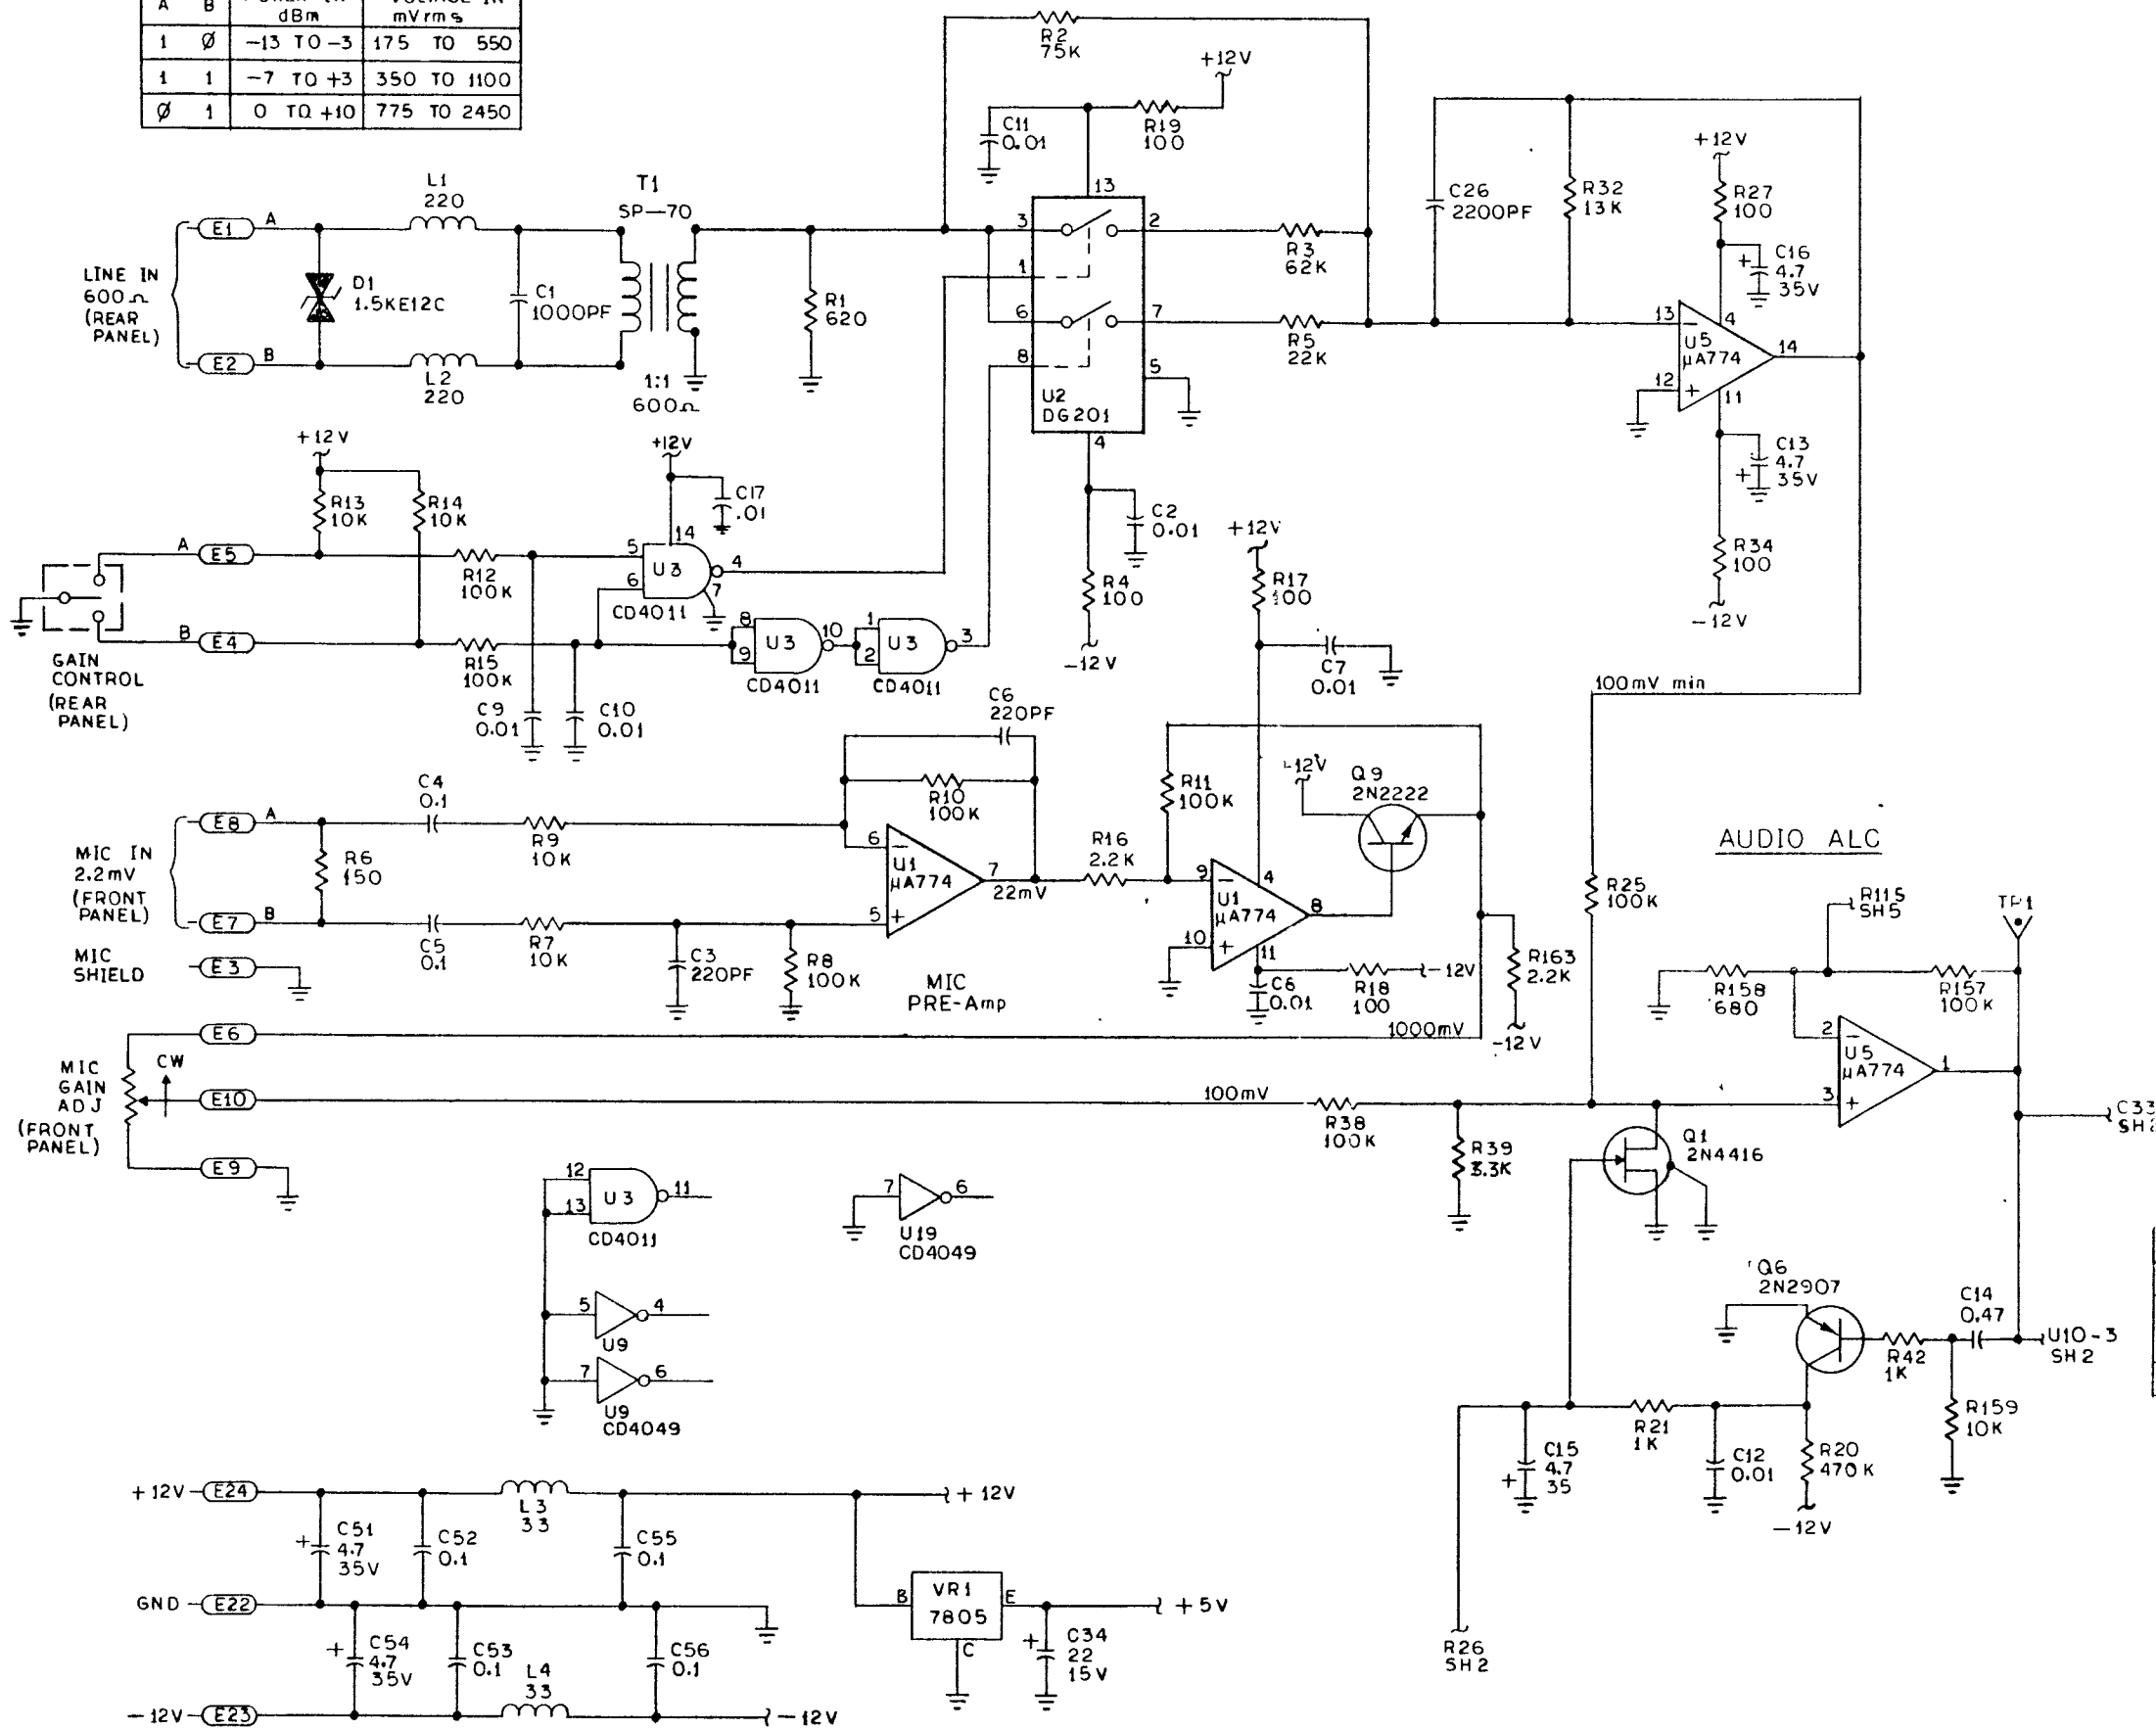 A B dBm mVrms
1 Ø -13 TO -3 175 TO 550
1 1 -7 TO +3 350 TO 1100
Ø 1 0 TO +10 775 TO 2450
R2
75K
+12V
C11
0.01
R19
100
13
L1
220
T1
SP-70
E1 A
LINE IN
600Ω
(REAR
PANEL)
D1
1.5KE12C
C1
1000PF
E2 B
L2
220
1:1
600Ω
R1
620
3
2
1
6
7
8
5
U2
DG201
4
R3
62K
R5
22K
C26
2200PF
R32
13K
+12V
R27
100
C16
+ 4.7
35V
4
13 -
U5
µA774
14
12 +
11
C13
4.7
+ 35V
R34
100
-12V
+12V
R13
10K
R14
10K
+12V
C17
.01
14
A E5
R12
100K
5
U3
4
6
7
CD4011
B E4
R15
100K
GAIN
CONTROL
(REAR
PANEL)
C9
0.01
C10
0.01
8
9
U3
10
CD4011
1
2
U3
3
CD4011
C2
0.01
R4
100
-12V
+12V
R17
100
C7
0.01
100mV min
C6
220PF
R10
100K
C4
0.1
E8 A
R9
10K
MIC IN
2.2mV
(FRONT
PANEL)
R6
150
E7 B
C5
0.1
R7
10K
C3
220PF
R8
100K
6 -
U1
µA774
7
22mV
5 +
MIC
PRE-Amp
MIC
SHIELD
E3
R16
2.2K
R11
100K
-12V
Q9
2N2222
9 -
4
U1
µA774
8
10 +
11
C6
0.01
R18
100
-12V
R163
2.2K
-12V
R25
100K
AUDIO ALC
R115
SH5
TP1
R158
680
R157
100K
2 -
U5
µA774
1
3 +
C33
E6
1000mV
MIC
GAIN
ADJ
(FRONT
PANEL)
CW
E10
100mV
R38
100K
R39
3.3K
Q1
2N4416
E9
12
13
U3
11
CD4011
7
6
U19
CD4049
5
4
U9
7
6
U9
CD4049
Q6
2N2907
C14
0.47
R42
1K
U10-3
SH2
R159
10K
R21
1K
C15
4.7
+ 35
C12
0.01
R20
470K
-12V
R26
SH2
+12V E24
L3
33
+12V
C51
+ 4.7
35V
C52
0.1
C55
0.1
GND E22
B
VR1
7805
E
C
+5V
C34
+ 22
15V
C54
+ 4.7
35V
C53
0.1
C56
0.1
L4
33
-12V E23
-12V